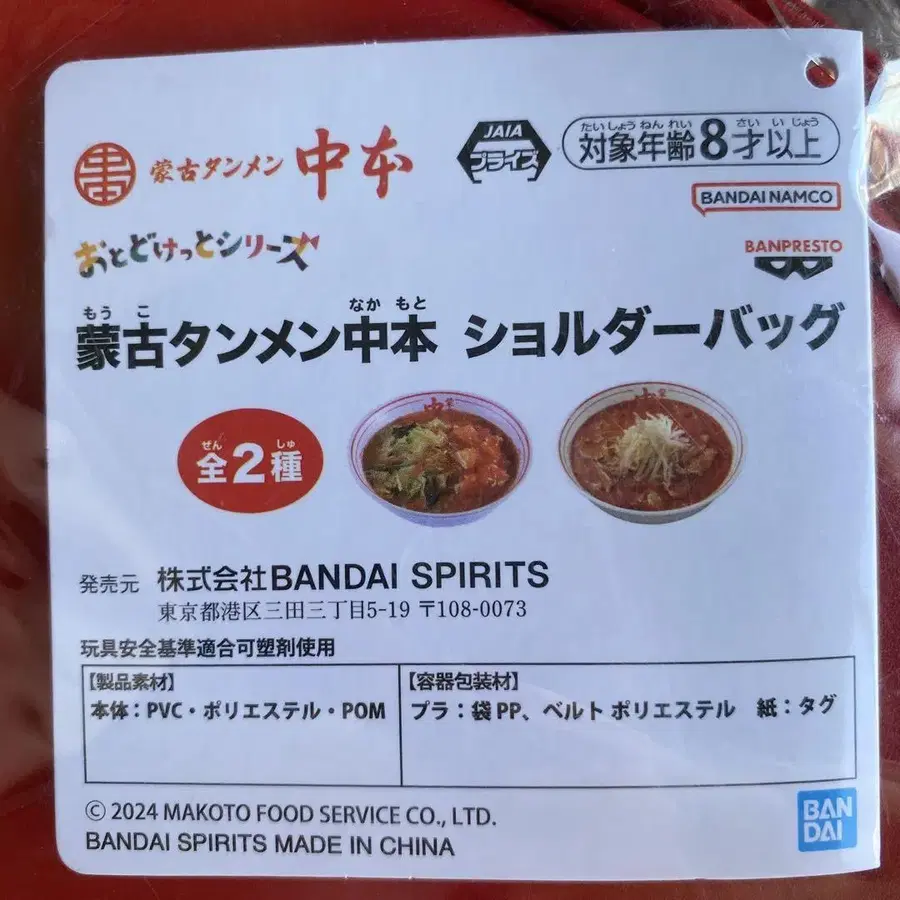 蒙古タンメン 中本
JAIA
プライズ
たいしょうねんれい さい いじょう
対象年齢8才以上
BANDAI NAMCO
おとどけっとシリーズ
BANPRESTO
もうこ なかもと
蒙古タンメン中本 ショルダーバッグ
ぜん しゅ
全2種
発売元 株式会社BANDAI SPIRITS
東京都港区三田三丁目5-19 〒108-0073
玩具安全基準適合可塑剤使用
【製品素材】
本体：PVC・ポリエステル・POM
【容器包装材】
プラ：袋 PP、ベルト ポリエステル 紙：タグ
© 2024 MAKOTO FOOD SERVICE CO., LTD.
BANDAI SPIRITS MADE IN CHINA
BAN
DAI